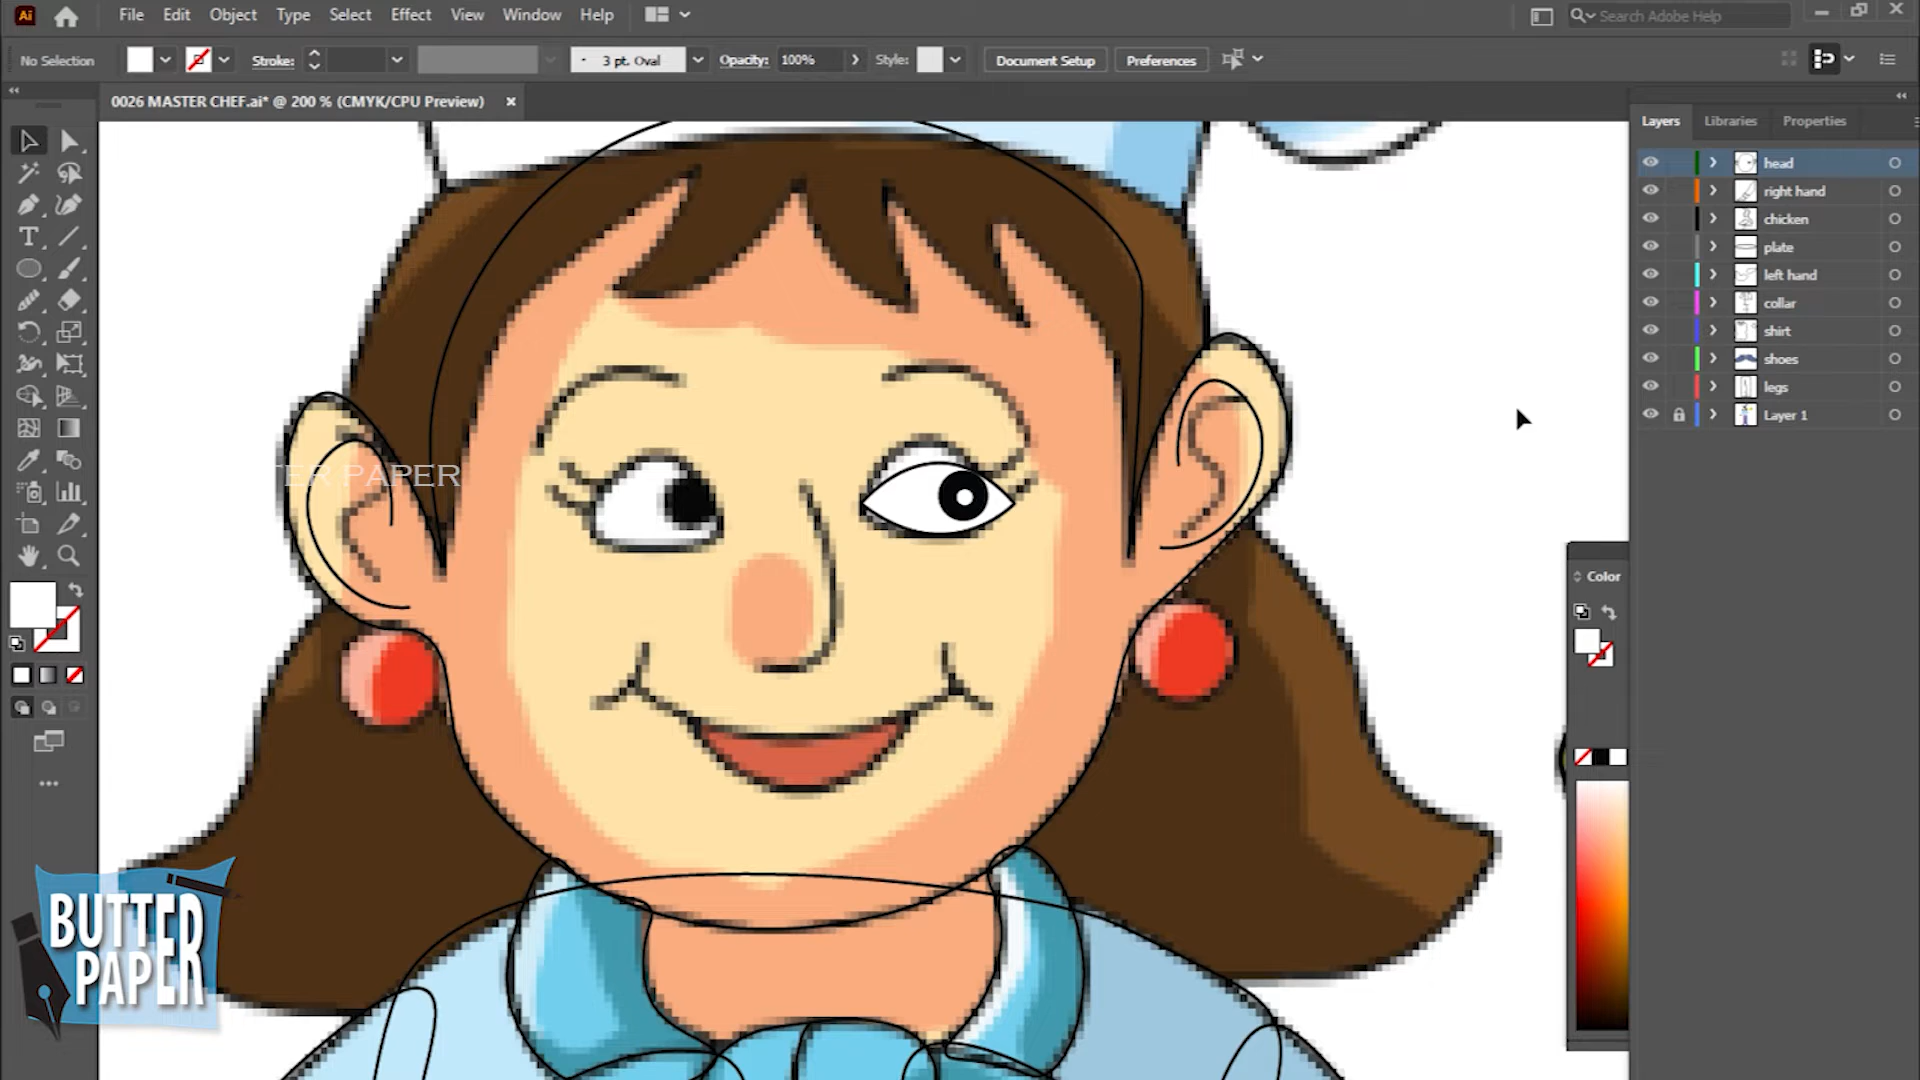 Ai File Edit Object Type Select Effect View Window Help Search Adobe Help
No Selection Stroke: 3 pt. Oval Opacity: 100% Style: Document Setup Preferences
0026 MASTER CHEF.ai* @ 200 % (CMYK/CPU Preview)
Layers Libraries Properties
head
right hand
chicken
plate
left hand
collar
shirt
shoes
legs
Layer 1
TER PAPER
Color
BUTTER
PAPER